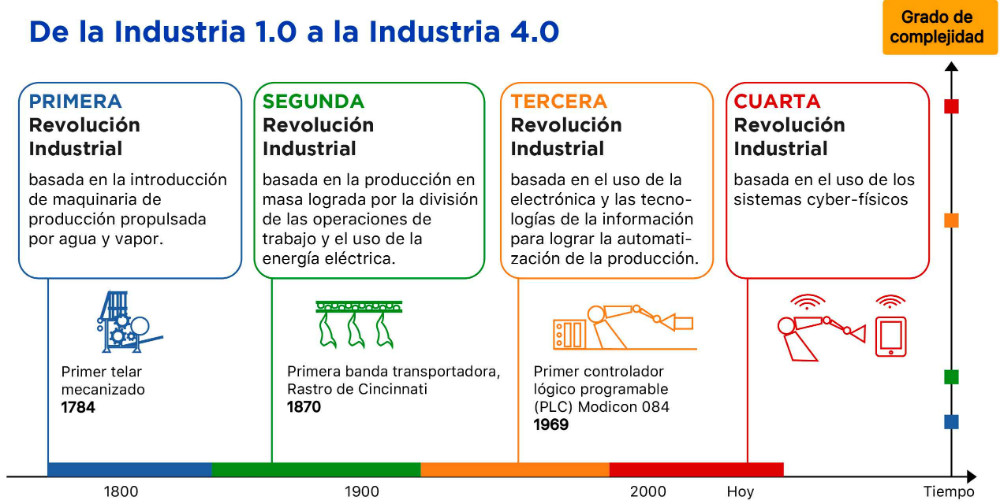 De la Industria 1.0 a la Industria 4.0
Grado de
complejidad
PRIMERA
Revolución
Industrial
basada en la introducción
de maquinaria de
producción propulsada
por agua y vapor.
SEGUNDA
Revolución
Industrial
basada en la producción en
masa lograda por la división
de las operaciones de
trabajo y el uso de la
energía eléctrica.
TERCERA
Revolución
Industrial
basada en el uso de la
electrónica y las tecno-
logías de la información
para lograr la automati-
zación de la producción.
CUARTA
Revolución
Industrial
basada en el uso de los
sistemas cyber-físicos
Primer telar
mecanizado
1784
Primera banda transportadora,
Rastro de Cincinnati
1870
Primer controlador
lógico programable
(PLC) Modicon 084
1969
1800
1900
2000
Hoy
Tiempo